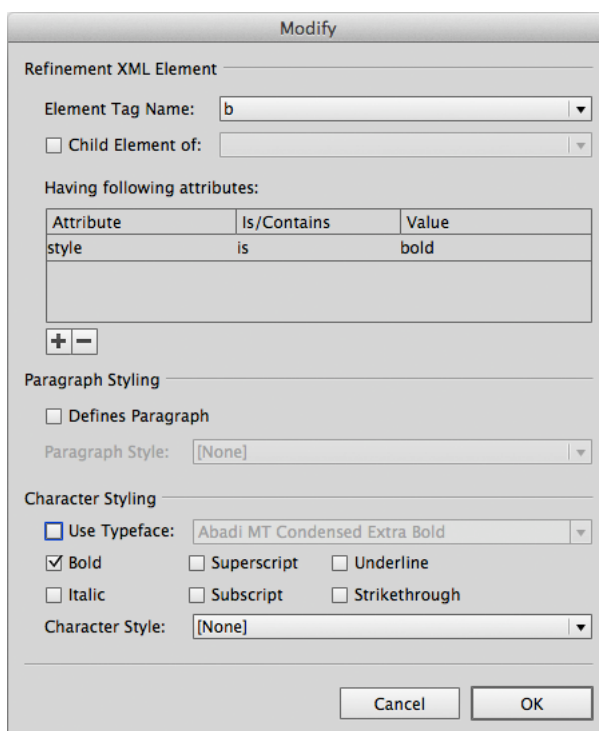 Modify
Refinement XML Element
Element Tag Name: b
Child Element of:
Having following attributes:
Attribute Is/Contains Value
style is bold
+ −
Paragraph Styling
Defines Paragraph
Paragraph Style: [None]
Character Styling
Use Typeface: Abadi MT Condensed Extra Bold
Bold Superscript Underline
Italic Subscript Strikethrough
Character Style: [None]
Cancel OK